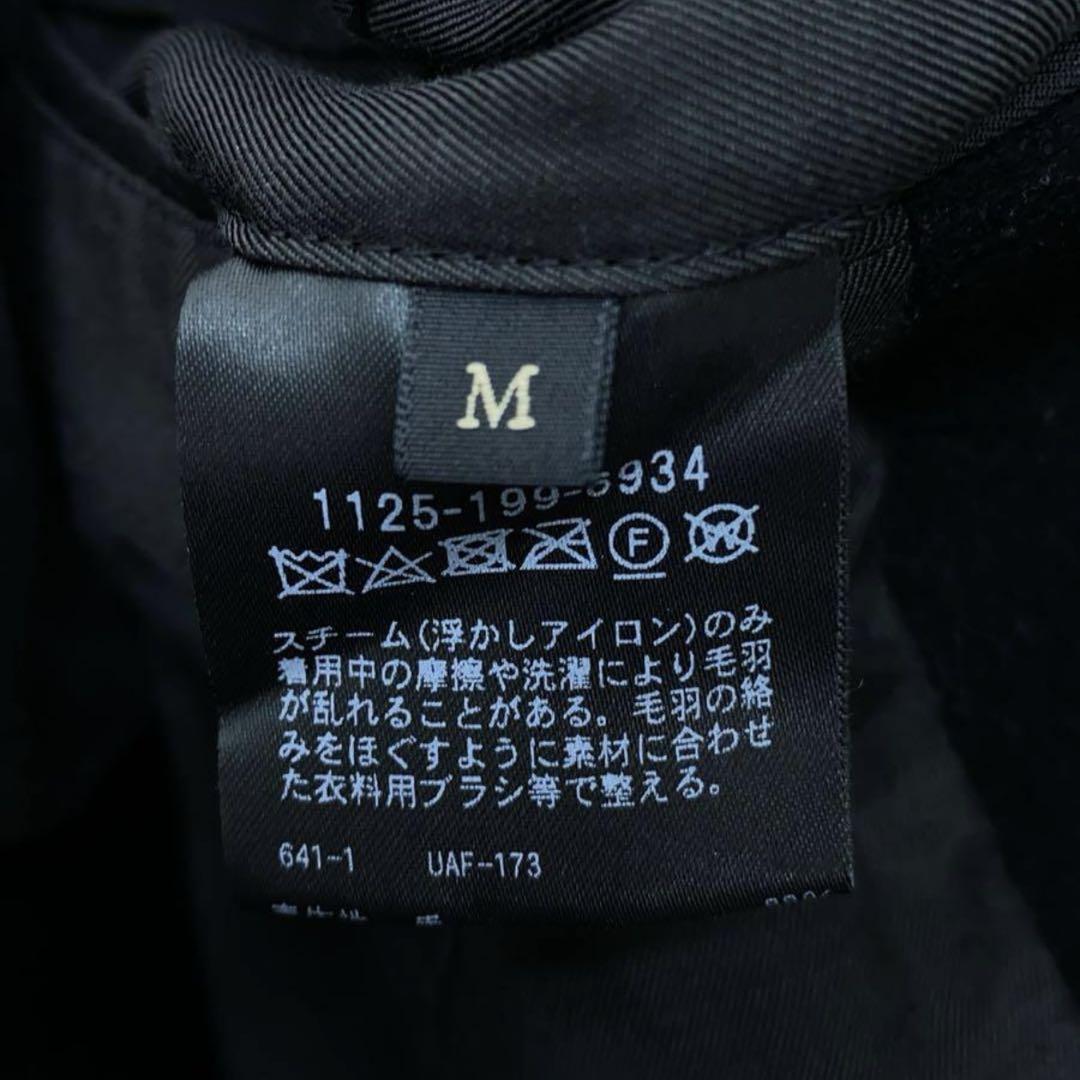 M
1125-199-5934
F W
スチーム(浮かしアイロン)のみ
着用中の摩擦や洗濯により毛羽
が乱れることがある。毛羽の絡
みをほぐすように素材に合わせ
た衣料用ブラシ等で整える。
641-1 UAF-173